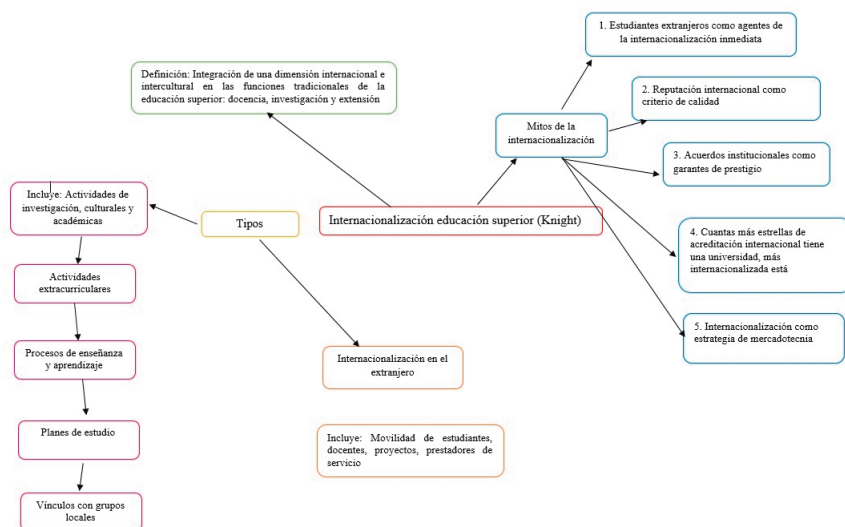 1. Estudiantes extranjeros como agentes de
la internacionalización inmediata
Definición: Integración de una dimensión internacional e
intercultural en las funciones tradicionales de la
educación superior: docencia, investigación y extensión
2. Reputación internacional como
criterio de calidad
Mitos de la
internacionalización
3. Acuerdos institucionales como
garantes de prestigio
Incluye: Actividades de
investigación, culturales y
académicas
Tipos
Internacionalización educación superior (Knight)
4. Cuantas más estrellas de
acreditación internacional tiene
una universidad, más
internacionalizada está
Actividades
extracurriculares
5. Internacionalización como
estrategia de mercadotecnia
Procesos de enseñanza
y aprendizaje
Internacionalización en el
extranjero
Planes de estudio
Incluye: Movilidad de estudiantes,
docentes, proyectos, prestadores de
servicio
Vínculos con grupos
locales